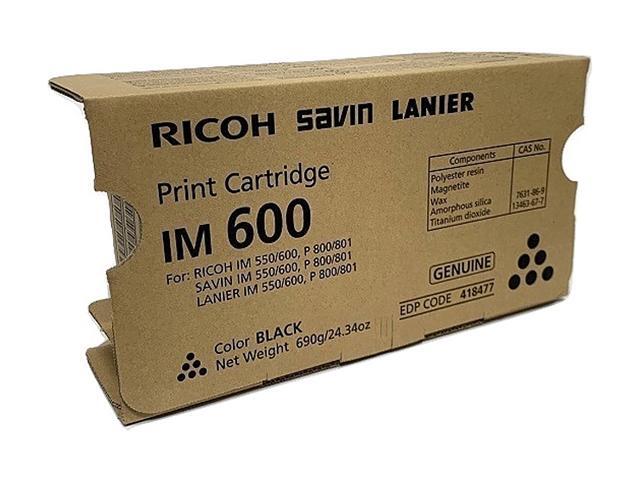 RICOH SAVIN LANIER
Print Cartridge
IM 600
For: RICOH IM 550/600, P 800/801
SAVIN IM 550/600, P 800/801
LANIER IM 550/600, P 800/801
Color BLACK
Net Weight 690g/24.34oz
Components CAS No.
Polyester resin
Magnetite
Wax
Amorphous silica 7631-86-9
Titanium dioxide 13463-67-7
GENUINE
EDP CODE 418477